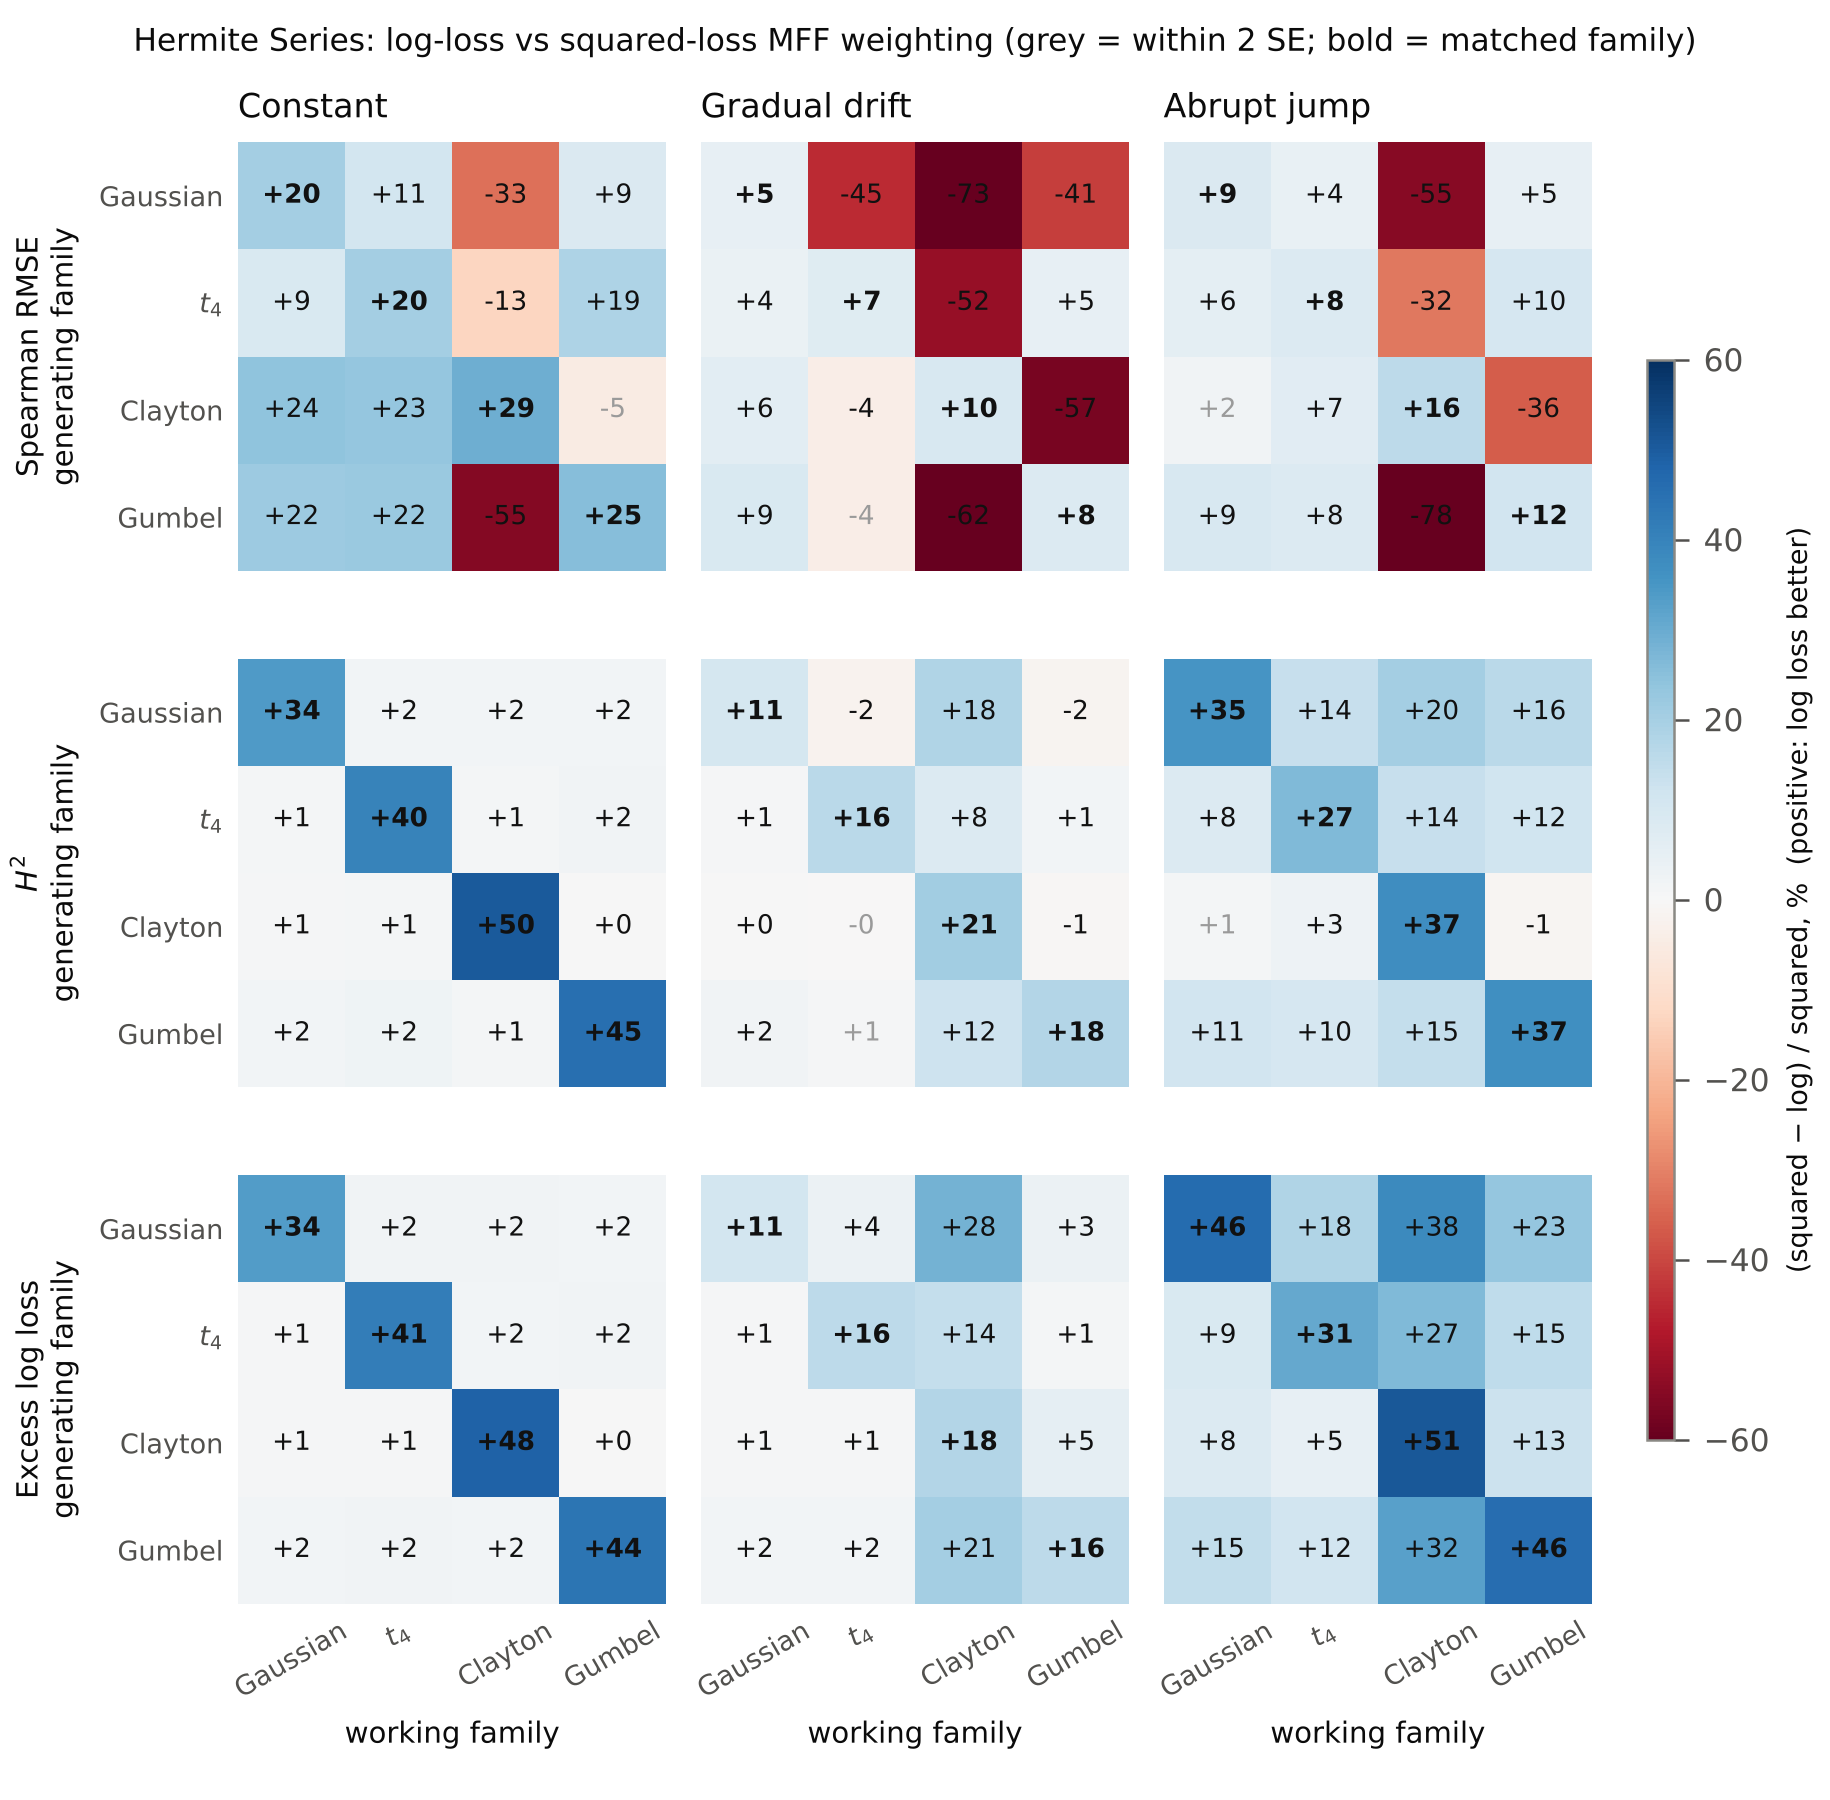 Hermite Series: log-loss vs squared-loss MFF weighting (grey = within 2 SE; bold = matched family)
Constant Gradual drift Abrupt jump
Spearman RMSE
generating family
Gaussian +20 +11 -33 +9 +5 -45 -73 -41 +9 +4 -55 +5
t₄ +9 +20 -13 +19 +4 +7 -52 +5 +6 +8 -32 +10
Clayton +24 +23 +29 -5 +6 -4 +10 -57 +2 +7 +16 -36
Gumbel +22 +22 -55 +25 +9 -4 -62 +8 +9 +8 -78 +12
H²
generating family
Gaussian +34 +2 +2 +2 +11 -2 +18 -2 +35 +14 +20 +16
t₄ +1 +40 +1 +2 +1 +16 +8 +1 +8 +27 +14 +12
Clayton +1 +1 +50 +0 +0 -0 +21 -1 +1 +3 +37 -1
Gumbel +2 +2 +1 +45 +2 +1 +12 +18 +11 +10 +15 +37
Excess log loss
generating family
Gaussian +34 +2 +2 +2 +11 +4 +28 +3 +46 +18 +38 +23
t₄ +1 +41 +2 +2 +1 +16 +14 +1 +9 +31 +27 +15
Clayton +1 +1 +48 +0 +1 +1 +18 +5 +8 +5 +51 +13
Gumbel +2 +2 +2 +44 +2 +2 +21 +16 +15 +12 +32 +46
Gaussian t₄ Clayton Gumbel Gaussian t₄ Clayton Gumbel Gaussian t₄ Clayton Gumbel
working family working family working family
60
40
20
0
−20
−40
−60
(squared − log) / squared, % (positive: log loss better)